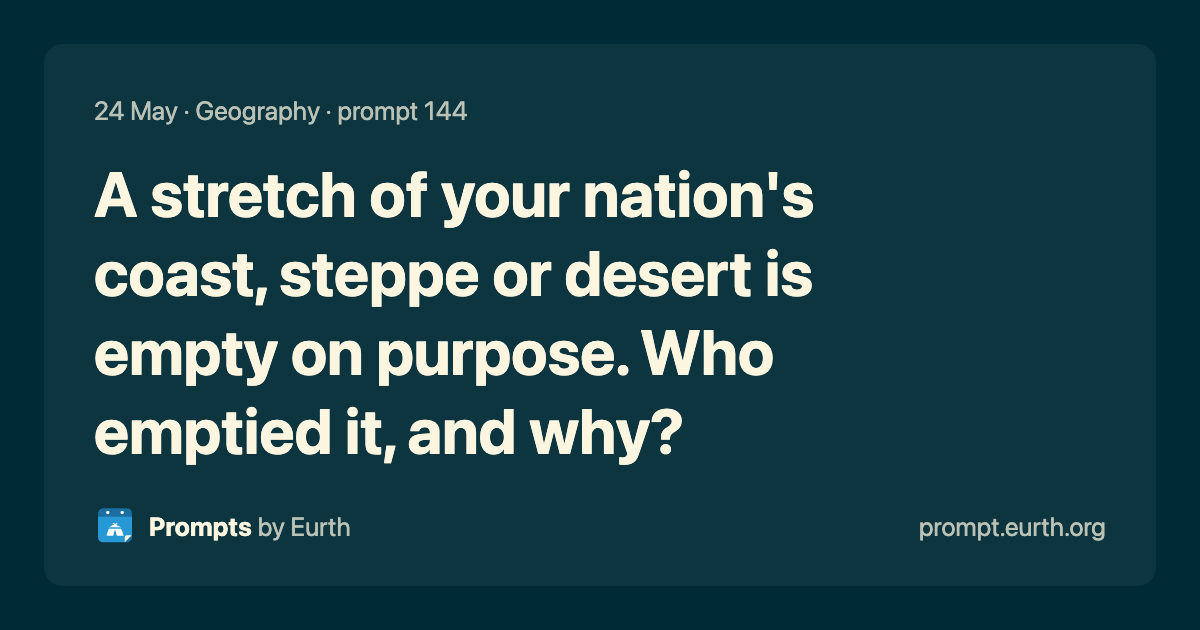 24 May · Geography · prompt 144
A stretch of your nation's
coast, steppe or desert is
empty on purpose. Who
emptied it, and why?
Prompts by Eurth
prompt.eurth.org